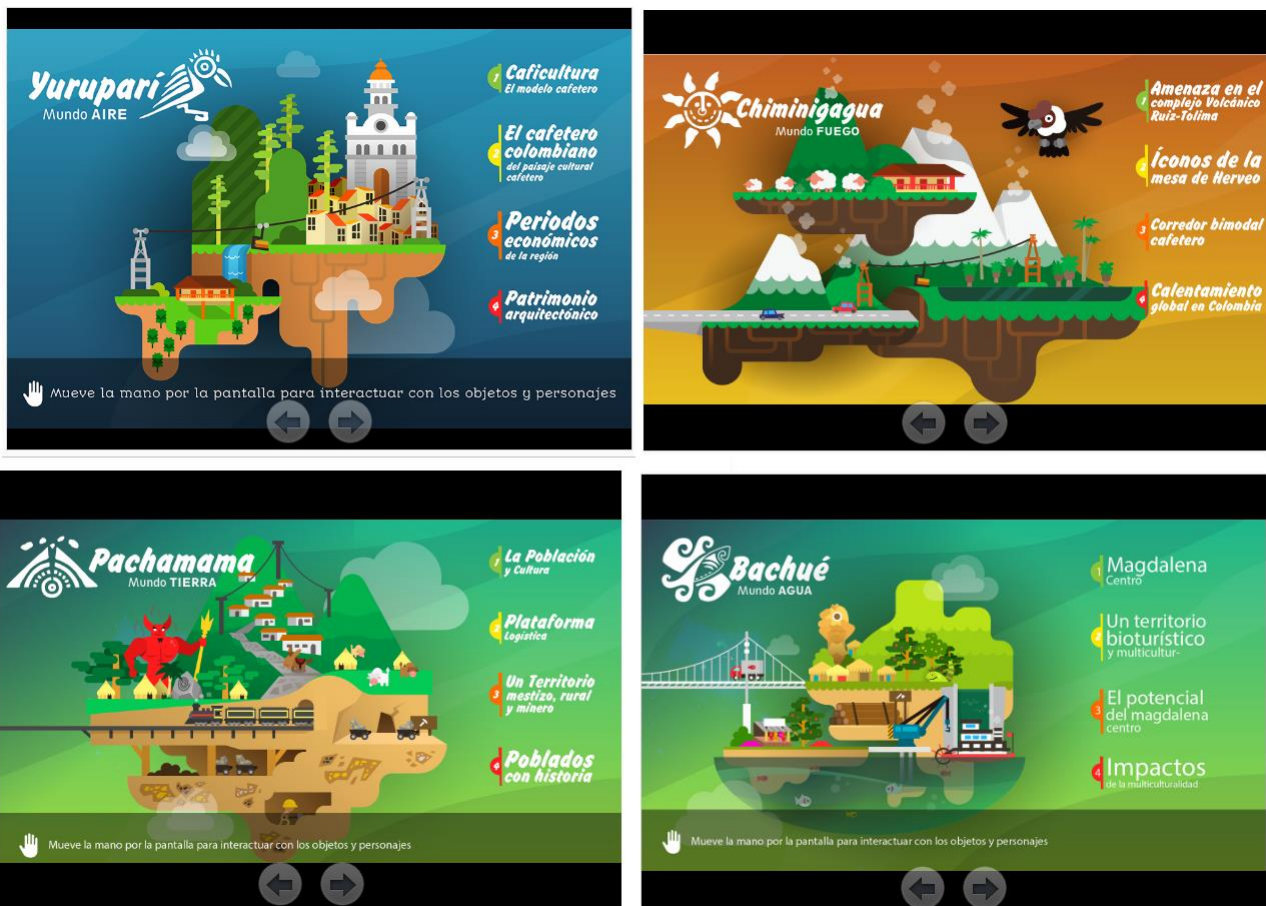 Yuruparí
Mundo AIRE
1
Caficultura
El modelo cafetero
2
El cafetero
colombiano
del paisaje cultural
cafetero
3
Periodos
económicos
de la región
4
Patrimonio
arquitectónico
Mueve la mano por la pantalla para interactuar con los objetos y personajes
Chiminigagua
Mundo FUEGO
1
Amenaza en el
complejo Volcánico
Ruiz-Tolima
2
Íconos de la
mesa de Herveo
3
Corredor bimodal
cafetero
4
Calentamiento
global en Colombia
Pachamama
Mundo TIERRA
1
La Población
y Cultura
2
Plataforma
Logística
3
Un Territorio
mestizo, rural
y minero
4
Poblados
con historia
Mueve la mano por la pantalla para interactuar con los objetos y personajes
Bachué
Mundo AGUA
1
Magdalena
Centro
2
Un territorio
bioturístico
y multicultur-
3
El potencial
del magdalena
centro
4
Impactos
de la multiculturalidad
Mueve la mano por la pantalla para interactuar con los objetos y personajes